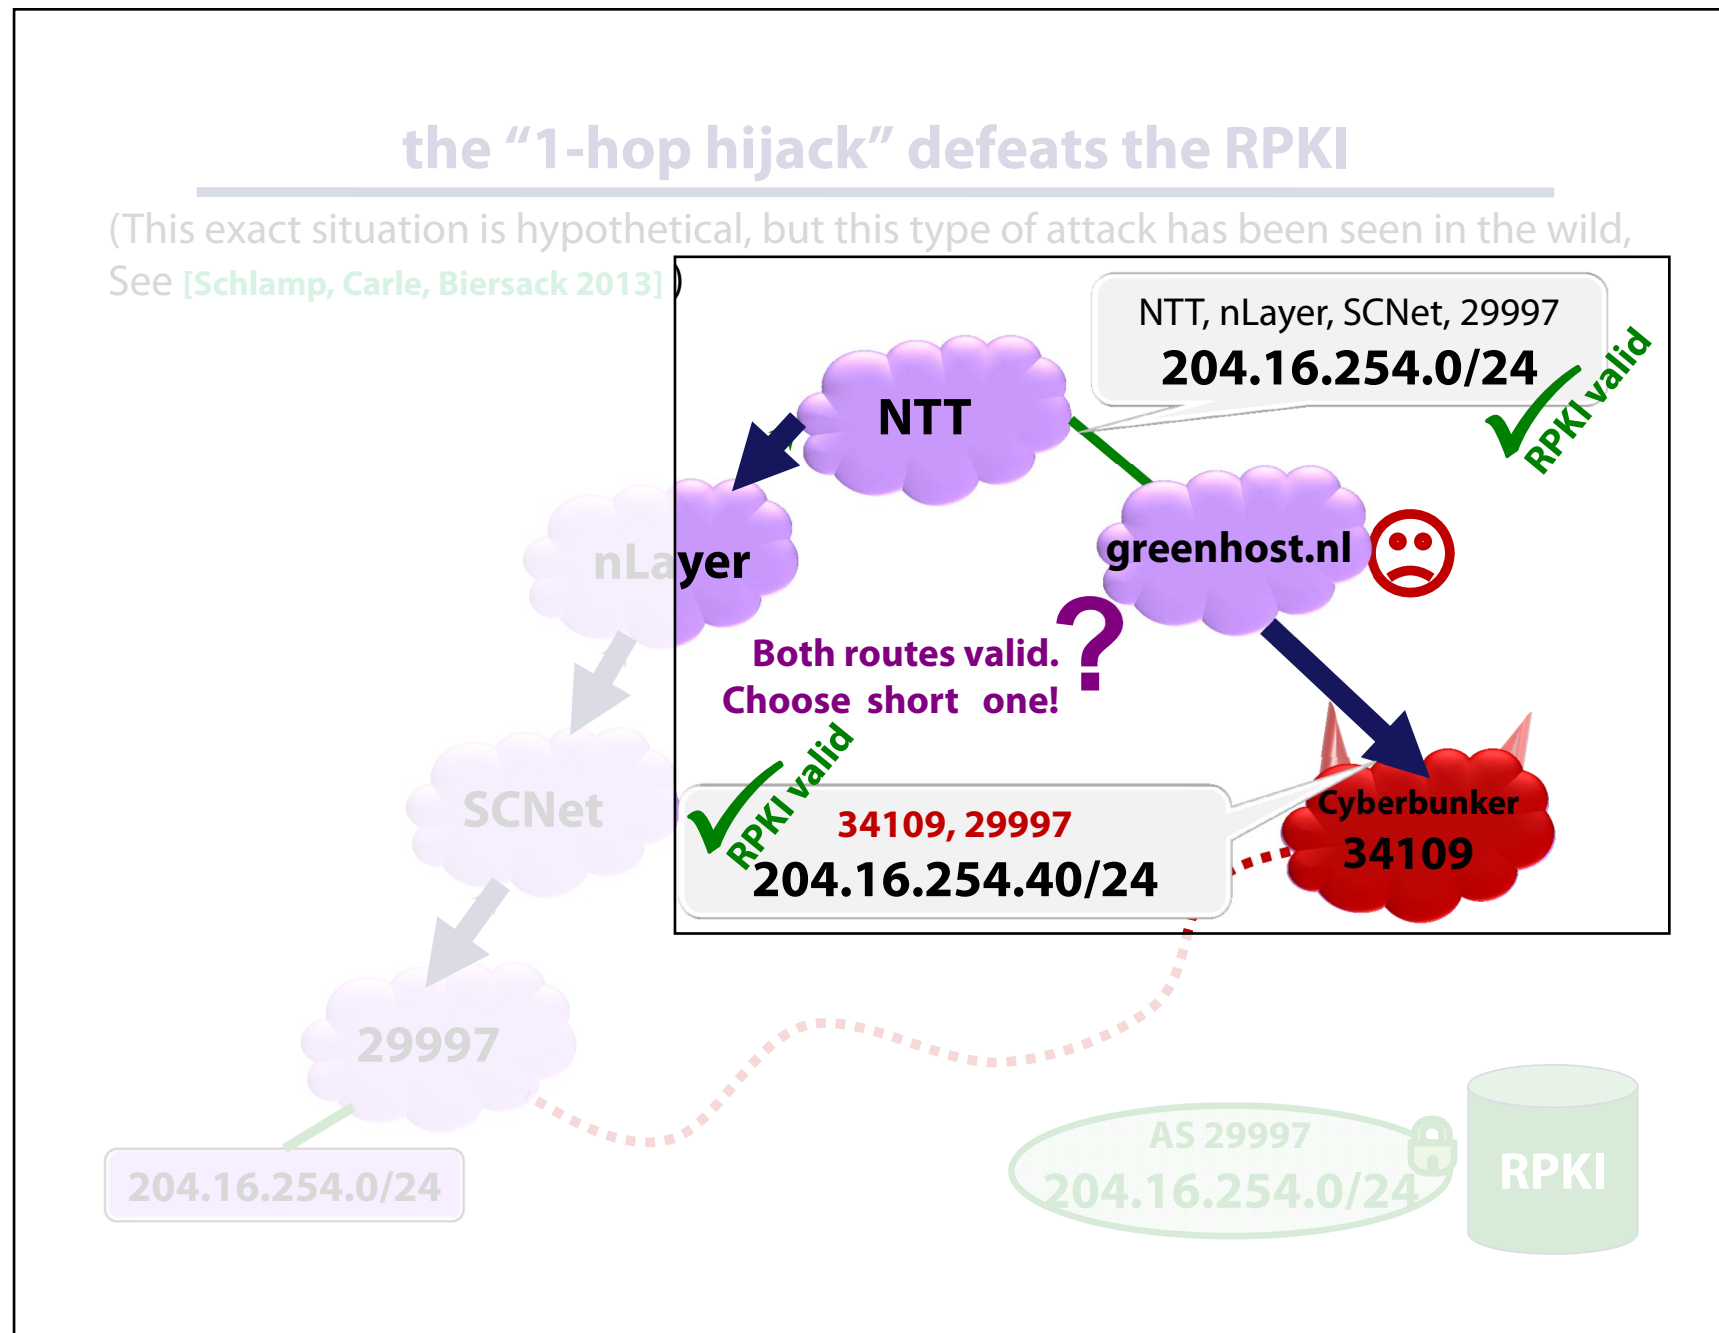 the “1-hop hijack” defeats the RPKI
(This exact situation is hypothetical, but this type of attack has been seen in the wild,
See [Schlamp, Carle, Biersack 2013] )
NTT, nLayer, SCNet, 29997
204.16.254.0/24
RPKI valid
NTT
nLayer
greenhost.nl
?
Both routes valid.
Choose short one!
RPKI valid
34109, 29997
204.16.254.40/24
Cyberbunker
34109
SCNet
29997
204.16.254.0/24
AS 29997
204.16.254.0/24
RPKI